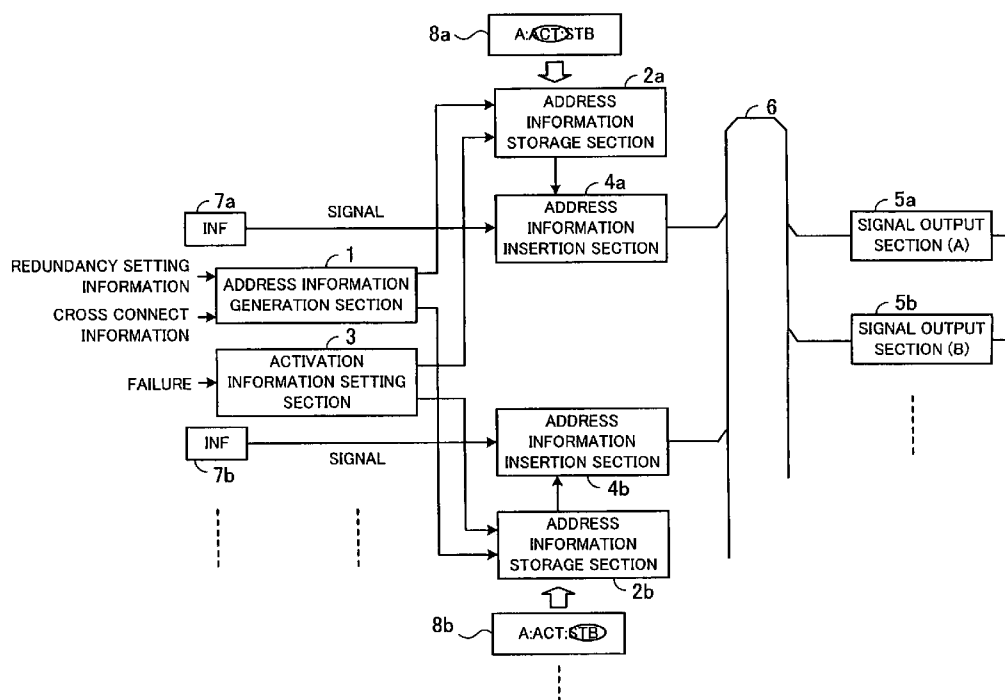 8a
A:ACT:STB
2a
ADDRESS
INFORMATION
STORAGE SECTION
6
7a
INF
SIGNAL
4a
ADDRESS
INFORMATION
INSERTION SECTION
5a
SIGNAL OUTPUT
SECTION (A)
REDUNDANCY SETTING
INFORMATION
CROSS CONNECT
INFORMATION
1
ADDRESS INFORMATION
GENERATION SECTION
5b
SIGNAL OUTPUT
SECTION (B)
FAILURE
3
ACTIVATION
INFORMATION SETTING
SECTION
INF
7b
SIGNAL
ADDRESS
INFORMATION
INSERTION SECTION
4b
ADDRESS
INFORMATION
STORAGE SECTION
2b
8b
A:ACT:STB